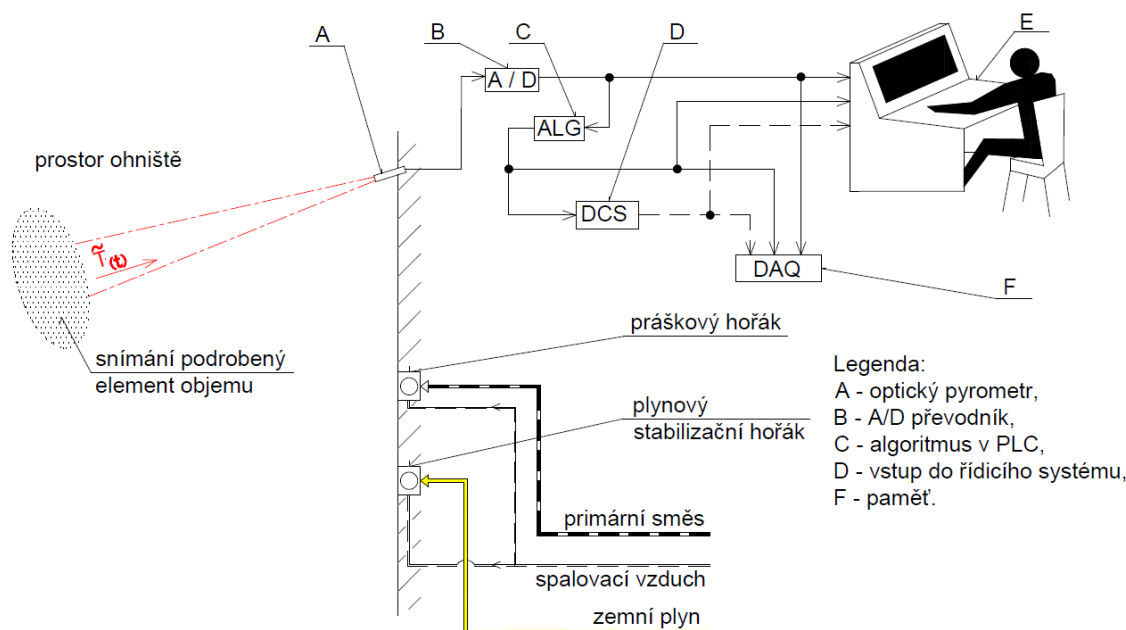 A
B
C
D
E
A / D
ALG
prostor ohniště
DCS
T̃(t)
DAQ
F
snímání podrobený
element objemu
práškový hořák
plynový
stabilizační hořák
primární směs
spalovací vzduch
zemní plyn
Legenda:
A - optický pyrometr,
B - A/D převodník,
C - algoritmus v PLC,
D - vstup do řídicího systému,
F - paměť.